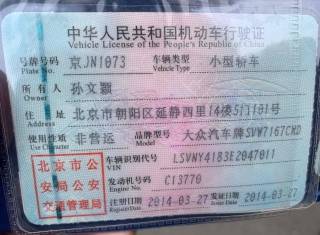 中华人民共和国机动车行驶证
Vehicle License of the People's Republic of China
号牌号码 京JN1073 车辆类型 小型轿车
Plate No. Vehicle Type
所有人 孙文颢
Owner
住址 北京市朝阳区延静西里14楼5门101号
Address
使用性质 非营运 品牌型号 大众汽车牌SVW7167CMD
Use Character Model
北京市公安局公安交通管理局
车辆识别代号 LSVNY4183E2047011
VIN
发动机号码 C13770
Engine No.
注册日期 2014-03-27 发证日期 2014-03-27
Register Date Issue Date